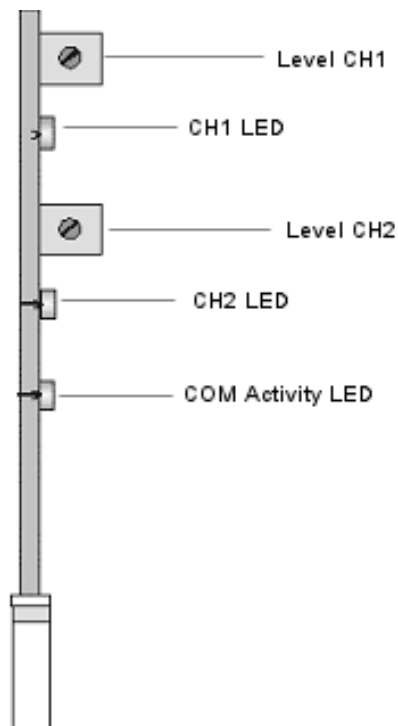 Level CH1
CH1 LED
Level CH2
CH2 LED
COM Activity LED